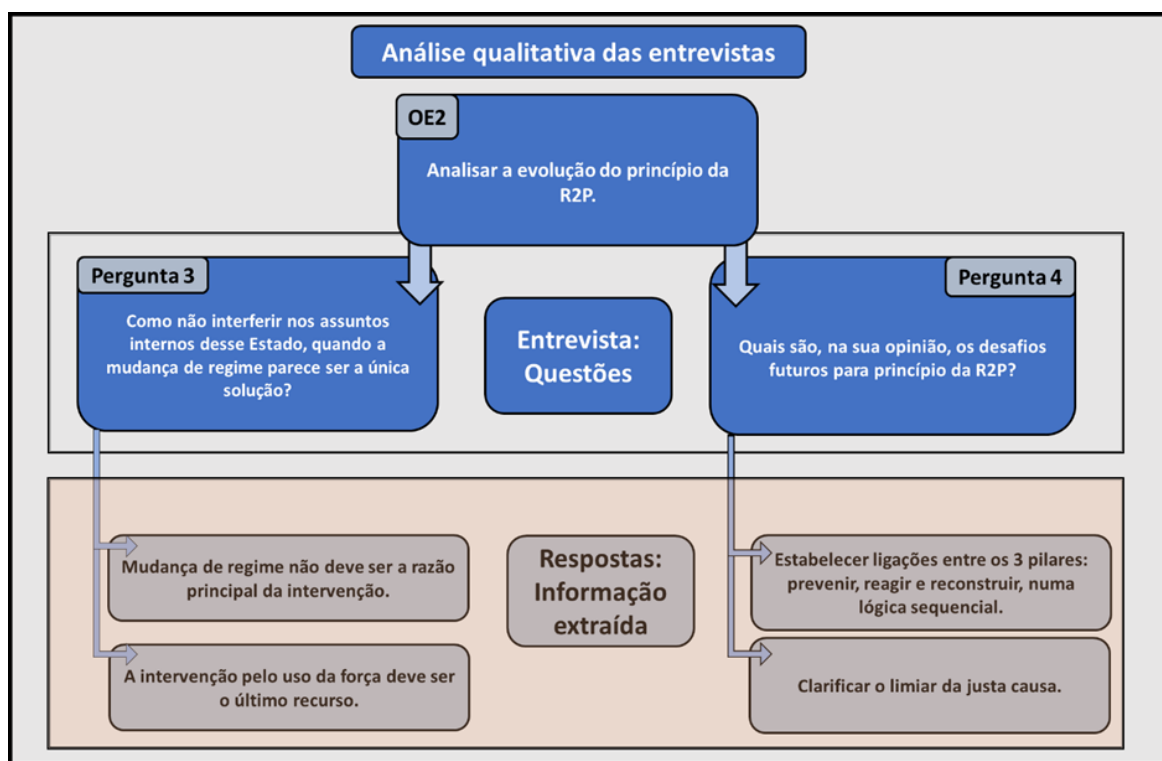 Análise qualitativa das entrevistas
OE2
Analisar a evolução do princípio da
R2P.
Pergunta 3
Como não interferir nos assuntos
internos desse Estado, quando a
mudança de regime parece ser a única
solução?
Entrevista:
Questões
Pergunta 4
Quais são, na sua opinião, os desafios
futuros para princípio da R2P?
Mudança de regime não deve ser a razão
principal da intervenção.
A intervenção pelo uso da força deve ser
o último recurso.
Respostas:
Informação
extraída
Estabelecer ligações entre os 3 pilares:
prevenir, reagir e reconstruir, numa
lógica sequencial.
Clarificar o limiar da justa causa.